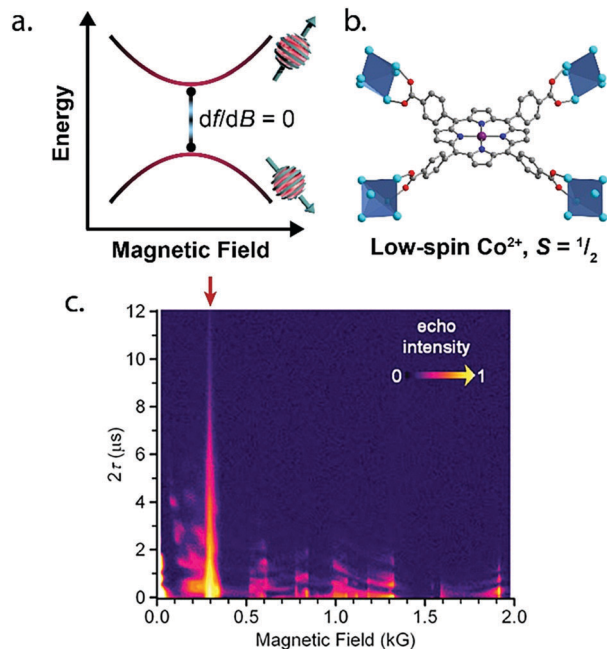 a.
Energy
df/dB = 0
Magnetic Field
b.
Low-spin Co²⁺, S = ¹/₂
c.
echo
intensity
0 1
12
10
8
6
4
2
0
2τ (μs)
0.0 0.5 1.0 1.5 2.0
Magnetic Field (kG)